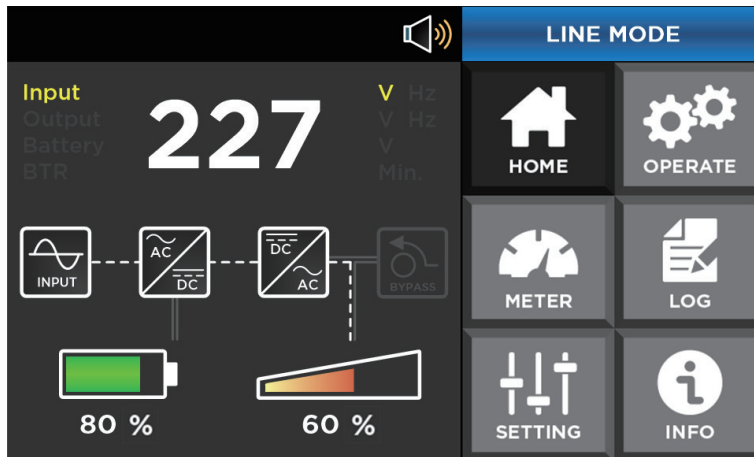 LINE MODE
Input V Hz
227
Output V Hz
Battery V
BTR Min.
HOME
OPERATE
INPUT
AC
DC
DC
AC
BYPASS
METER
LOG
80 %
60 %
SETTING
INFO